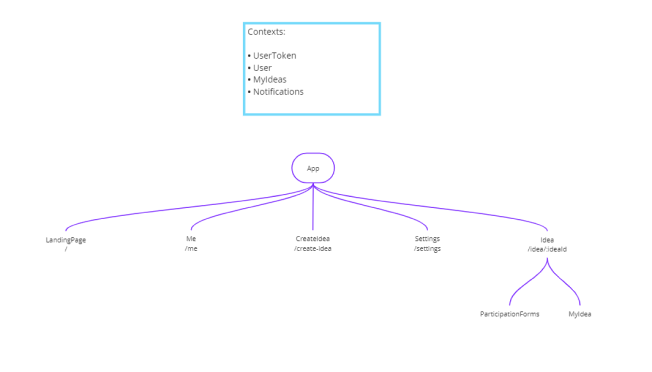 Contexts:
• UserToken
• User
• MyIdeas
• Notifications
App
LandingPage
/
Me
/me
CreateIdea
/create-idea
Settings
/settings
Idea
/idea/:ideaId
ParticipationForms
MyIdea